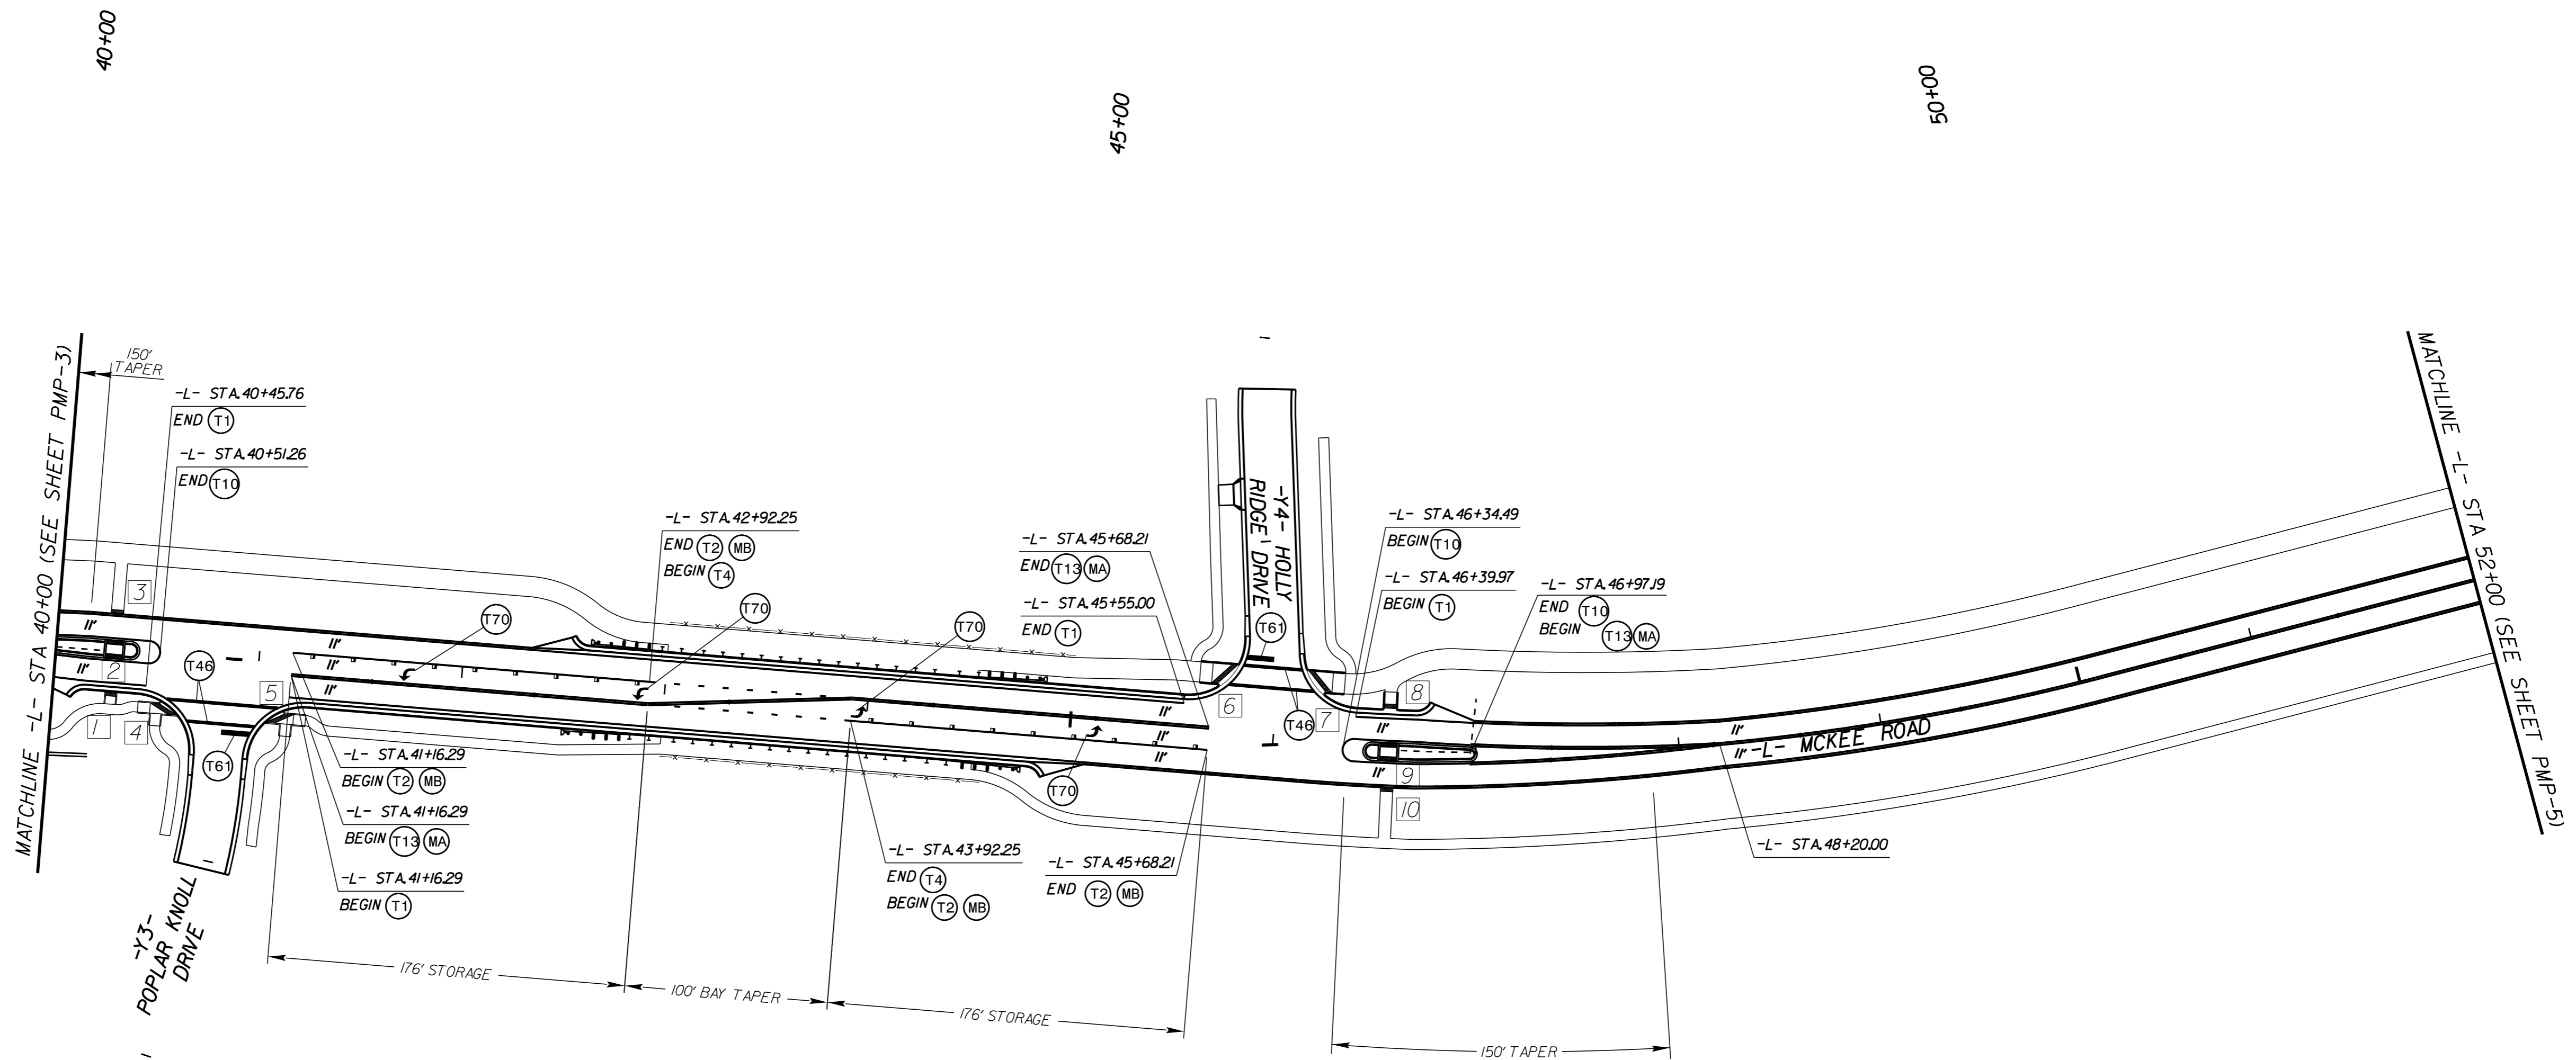 40+00
45+00
50+00
MATCHLINE -L- STA 40+00 (SEE SHEET PMP-3)
150'
TAPER
-L- STA.40+45.76
END T1
-L- STA.40+51.26
END T10
3
11'
2
11'
1
4
T46
5
T61
-Y3-
POPLAR KNOLL
DRIVE
11'
11'
11'
T70
-L- STA.42+92.25
END T2 MB
BEGIN T4
T70
T70
-L- STA.45+68.21
END T13 MA
-L- STA.45+55.00
END T1
-Y4- HOLLY
RIDGE DRIVE
T61
6
T46
7
8
9
10
11'
11'
11'
T70
-L- STA.41+16.29
BEGIN T2 MB
-L- STA.41+16.29
BEGIN T13 MA
-L- STA.41+16.29
BEGIN T1
-L- STA.43+92.25
END T4
BEGIN T2 MB
-L- STA.45+68.21
END T2 MB
-L- STA.46+34.49
BEGIN T10
-L- STA.46+39.97
BEGIN T1
-L- STA.46+97.19
END T10
BEGIN T13 MA
11'
11'
11'
11'
-L- MCKEE ROAD
-L- STA.48+20.00
176' STORAGE
100' BAY TAPER
176' STORAGE
150' TAPER
MATCHLINE -L- STA 52+00 (SEE SHEET PMP-5)